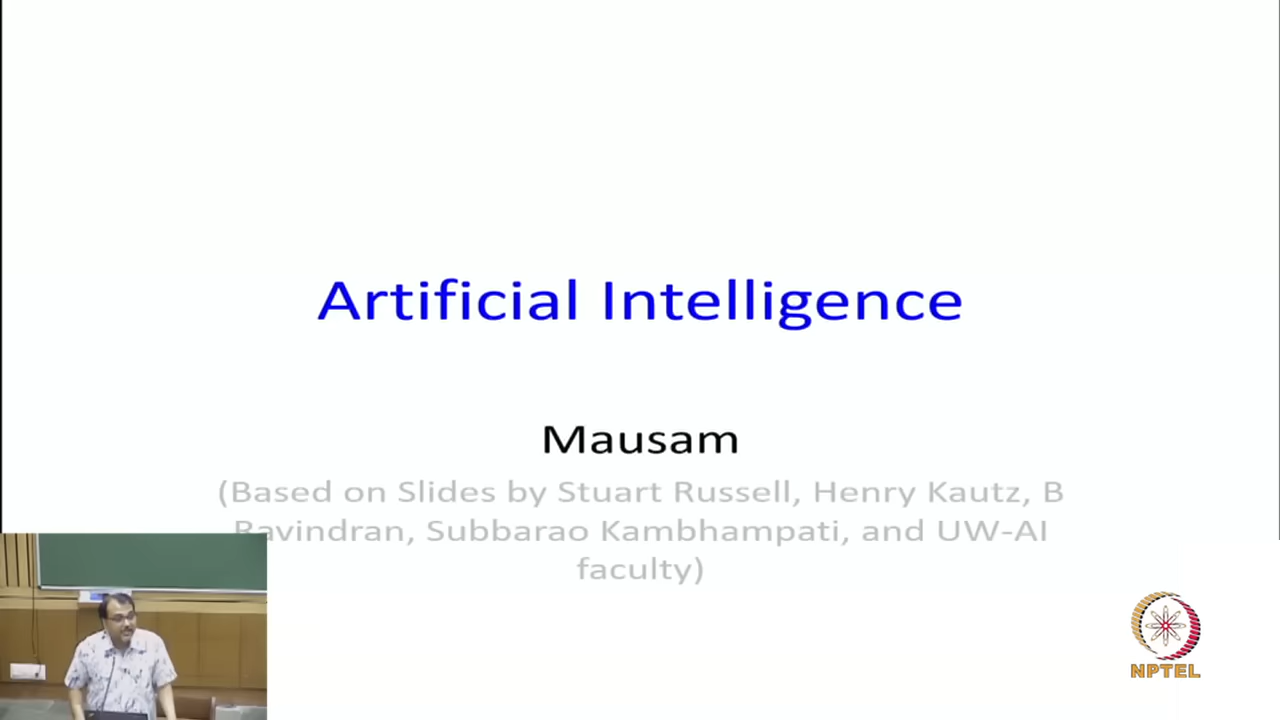 Artificial Intelligence
Mausam
(Based on Slides by Stuart Russell, Henry Kautz, B
Ravindran, Subbarao Kambhampati, and UW-AI
faculty)
NPTEL